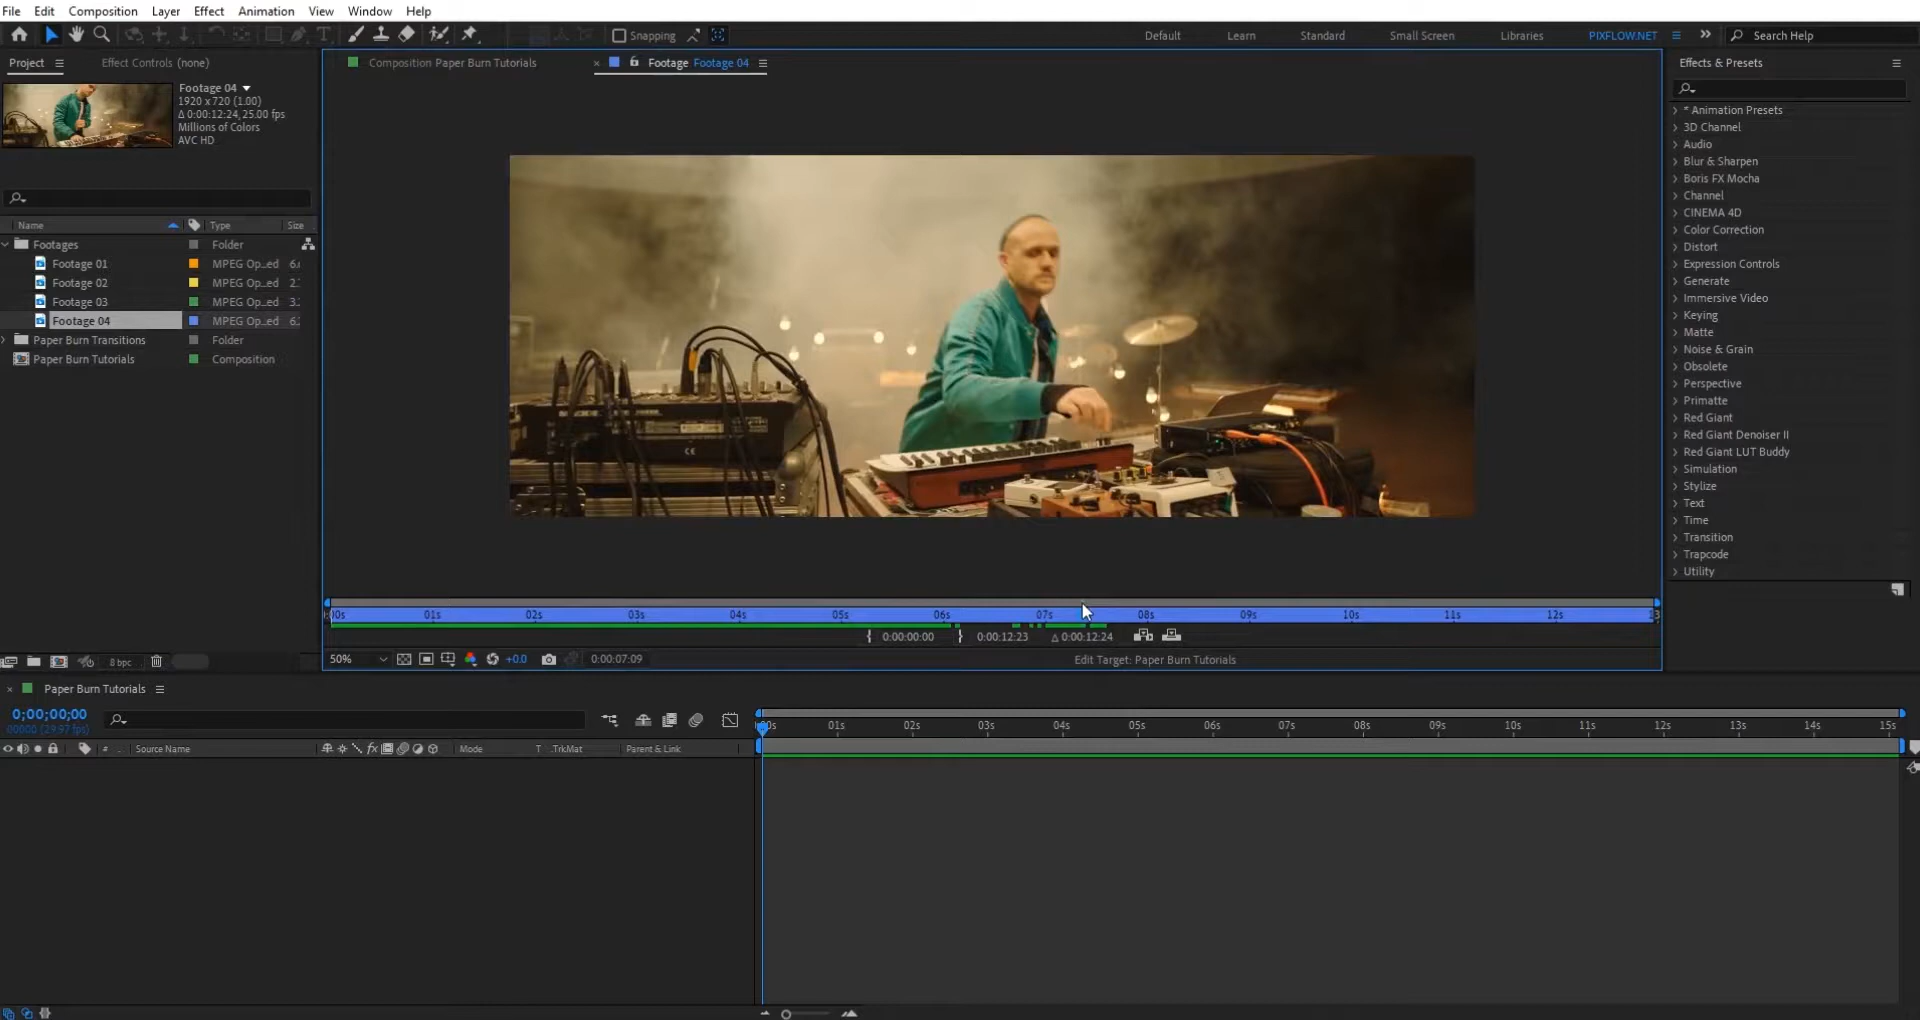 File Edit Composition Layer Effect Animation View Window Help
Snapping Default Learn Standard Small Screen Libraries PIXFLOW.NET Search Help
Project Effect Controls (none)
Composition Paper Burn Tutorials Footage Footage 04
Effects & Presets
Footage 04
1920 x 720 (1.00)
Δ 0:00:12:24, 25.00 fps
Millions of Colors
AVC HD
Name Type Size
Footages Folder
Footage 01 MPEG Op...ed
Footage 02 MPEG Op...ed
Footage 03 MPEG Op...ed
Footage 04 MPEG Op...ed
Paper Burn Transitions Folder
Paper Burn Tutorials Composition
* Animation Presets
3D Channel
Audio
Blur & Sharpen
Boris FX Mocha
Channel
CINEMA 4D
Color Correction
Distort
Expression Controls
Generate
Immersive Video
Keying
Matte
Noise & Grain
Obsolete
Perspective
Primatte
Red Giant
Red Giant Denoiser II
Red Giant LUT Buddy
Simulation
Stylize
Text
Time
Transition
Trapcode
Utility
01s 02s 03s 04s 05s 06s 07s 08s 09s 10s 11s 12s
0:00:00:00 0:00:12:23 Δ 0:00:12:24
8 bpc 50% +0.0 0:00:07:09 Edit Target: Paper Burn Tutorials
Paper Burn Tutorials
0;00;00;00
00000 (29.97 fps)
01s 02s 03s 04s 05s 06s 07s 08s 09s 10s 11s 12s 13s 14s 15s
# Source Name fx Mode T .TrkMat Parent & Link